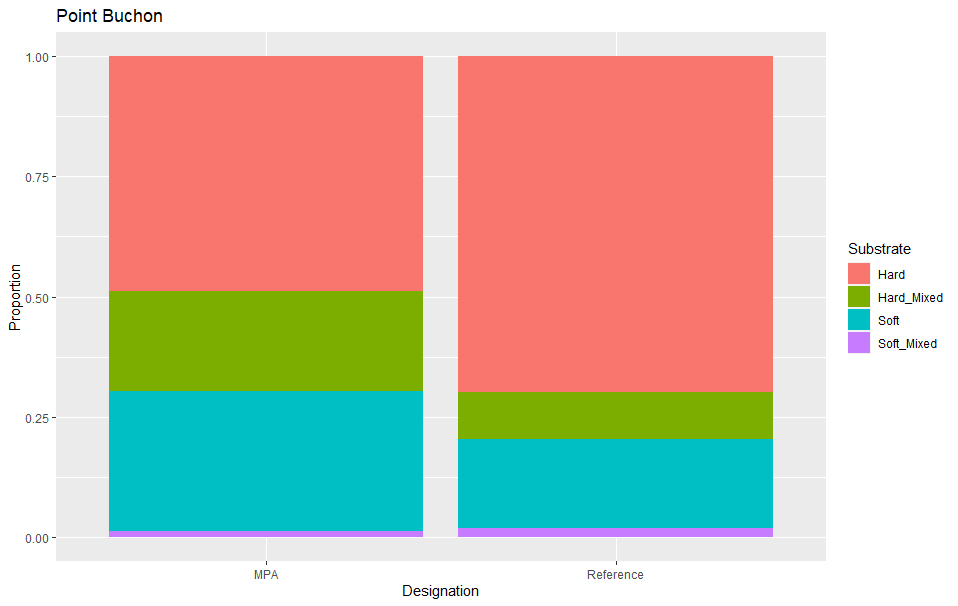 Point Buchon
Proportion
1.00
0.75
0.50
0.25
0.00
MPA
Reference
Designation
Substrate
Hard
Hard_Mixed
Soft
Soft_Mixed